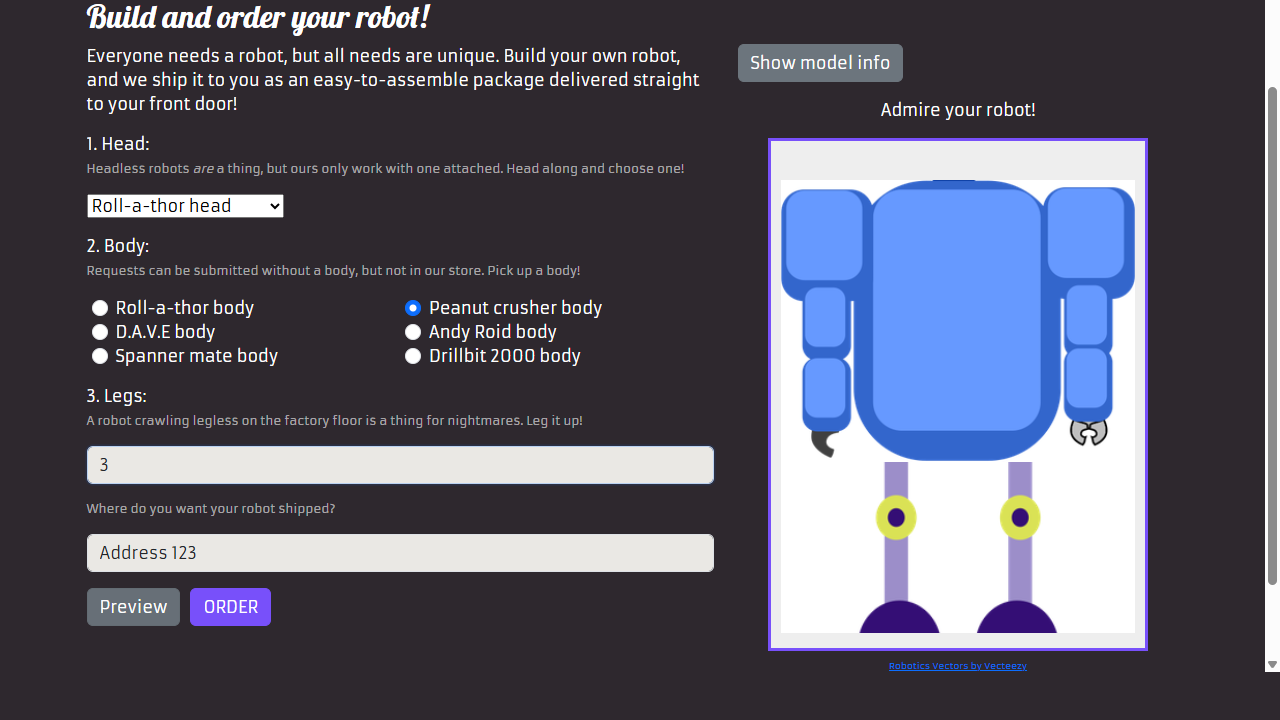 Build and order your robot!
Everyone needs a robot, but all needs are unique. Build your own robot,
and we ship it to you as an easy-to-assemble package delivered straight
to your front door!
1. Head:
Headless robots are a thing, but ours only work with one attached. Head along and choose one!
Roll-a-thor head
2. Body:
Requests can be submitted without a body, but not in our store. Pick up a body!
Roll-a-thor body
Peanut crusher body
D.A.V.E body
Andy Roid body
Spanner mate body
Drillbit 2000 body
3. Legs:
A robot crawling legless on the factory floor is a thing for nightmares. Leg it up!
3
Where do you want your robot shipped?
Address 123
Preview
ORDER
Show model info
Admire your robot!
Robotics Vectors by Vecteezy